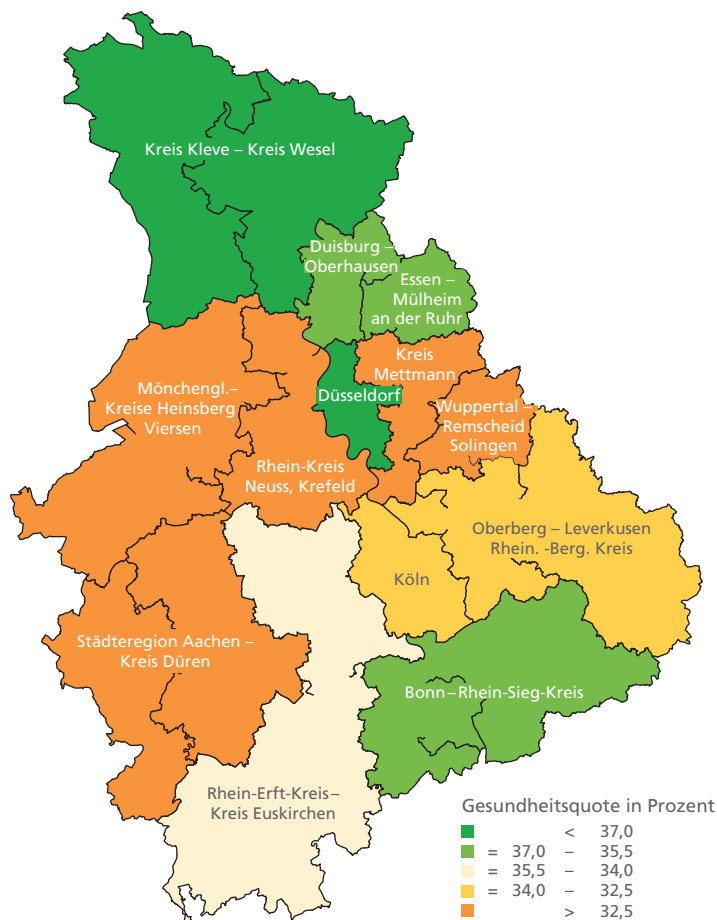 Kreis Kleve – Kreis Wesel
Duisburg –
Oberhausen
Essen –
Mülheim
an der Ruhr
Kreis
Mettmann
Düsseldorf
Mönchengl.–
Kreise Heinsberg
Viersen
Wuppertal –
Remscheid
Solingen
Rhein-Kreis
Neuss, Krefeld
Oberberg – Leverkusen
Rhein. -Berg. Kreis
Köln
Städteregion Aachen –
Kreis Düren
Bonn – Rhein-Sieg-Kreis
Rhein-Erft-Kreis –
Kreis Euskirchen
Gesundheitsquote in Prozent
< 37,0
= 37,0 – 35,5
= 35,5 – 34,0
= 34,0 – 32,5
> 32,5